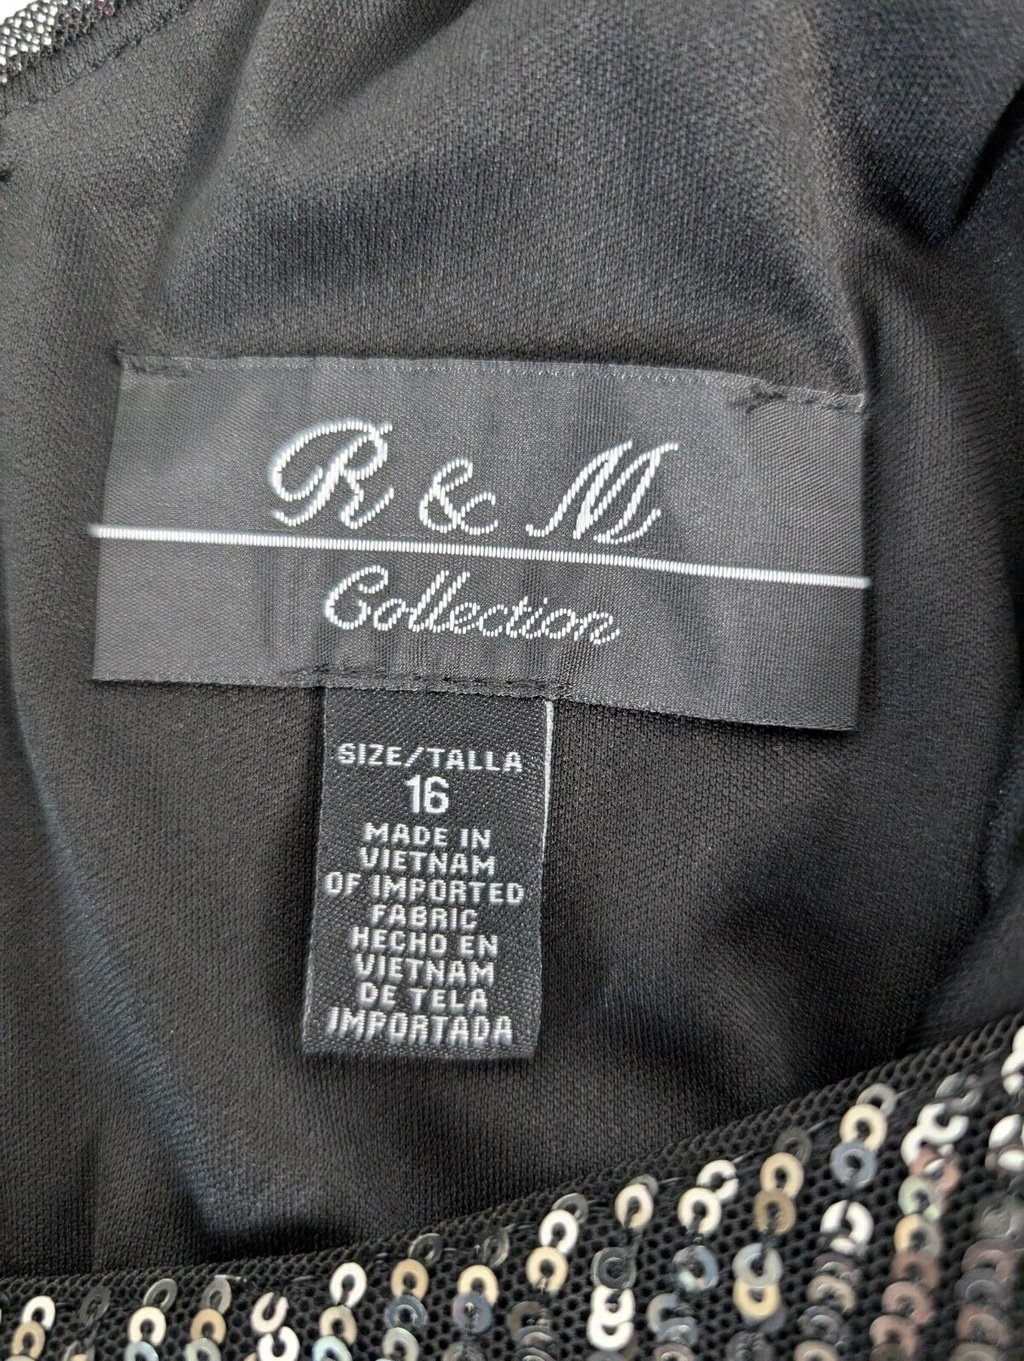 R & M
Collection
SIZE/TALLA
16
MADE IN
VIETNAM
OF IMPORTED
FABRIC
HECHO EN
VIETNAM
DE TELA
IMPORTADA